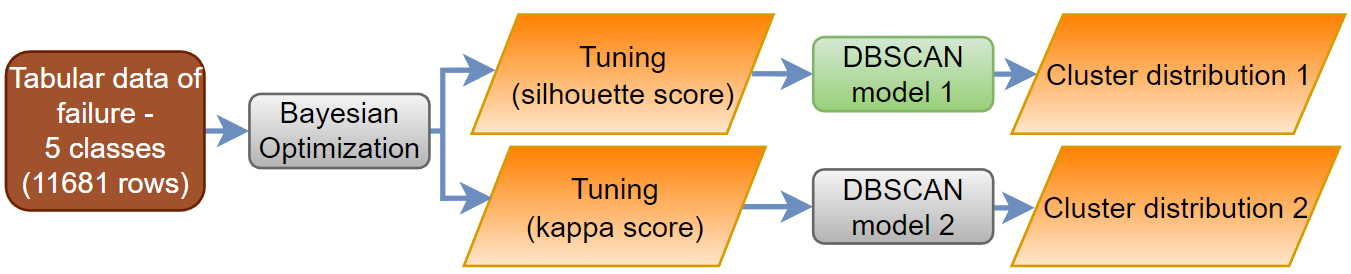 Tabular data of
failure -
5 classes
(11681 rows)
Bayesian
Optimization
Tuning
(silhouette score)
DBSCAN
model 1
Cluster distribution 1
Tuning
(kappa score)
DBSCAN
model 2
Cluster distribution 2